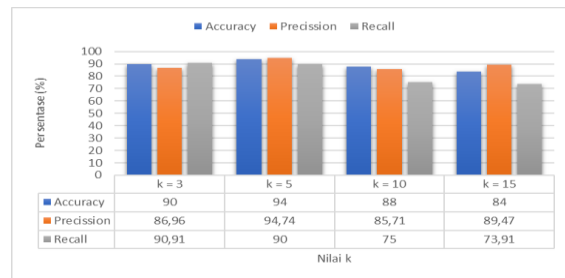 Accuracy Precission Recall
100
90
80
70
60
50
40
30
20
10
0
Persentase (%)
k = 3 k = 5 k = 10 k = 15
Accuracy 90 94 88 84
Precission 86,96 94,74 85,71 89,47
Recall 90,91 90 75 73,91
Nilai k